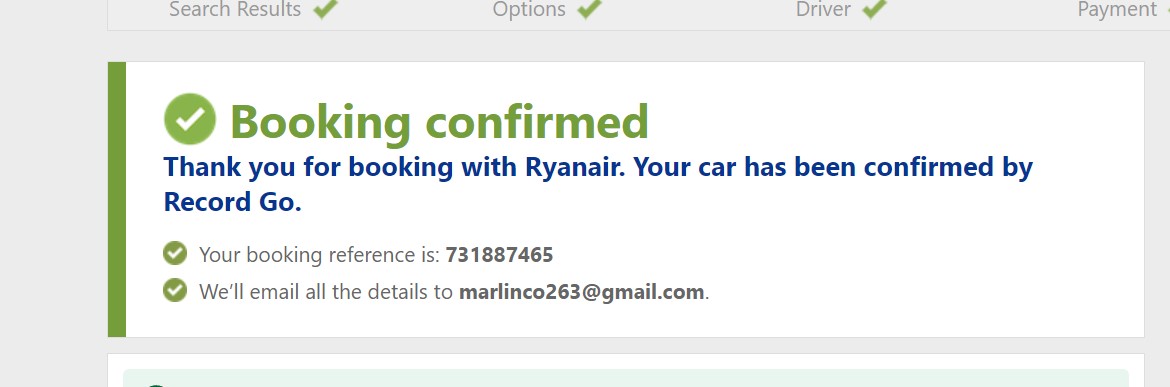 Search Results Options Driver Payment
Booking confirmed
Thank you for booking with Ryanair. Your car has been confirmed by
Record Go.
Your booking reference is: 731887465
We’ll email all the details to marlinco263@gmail.com.